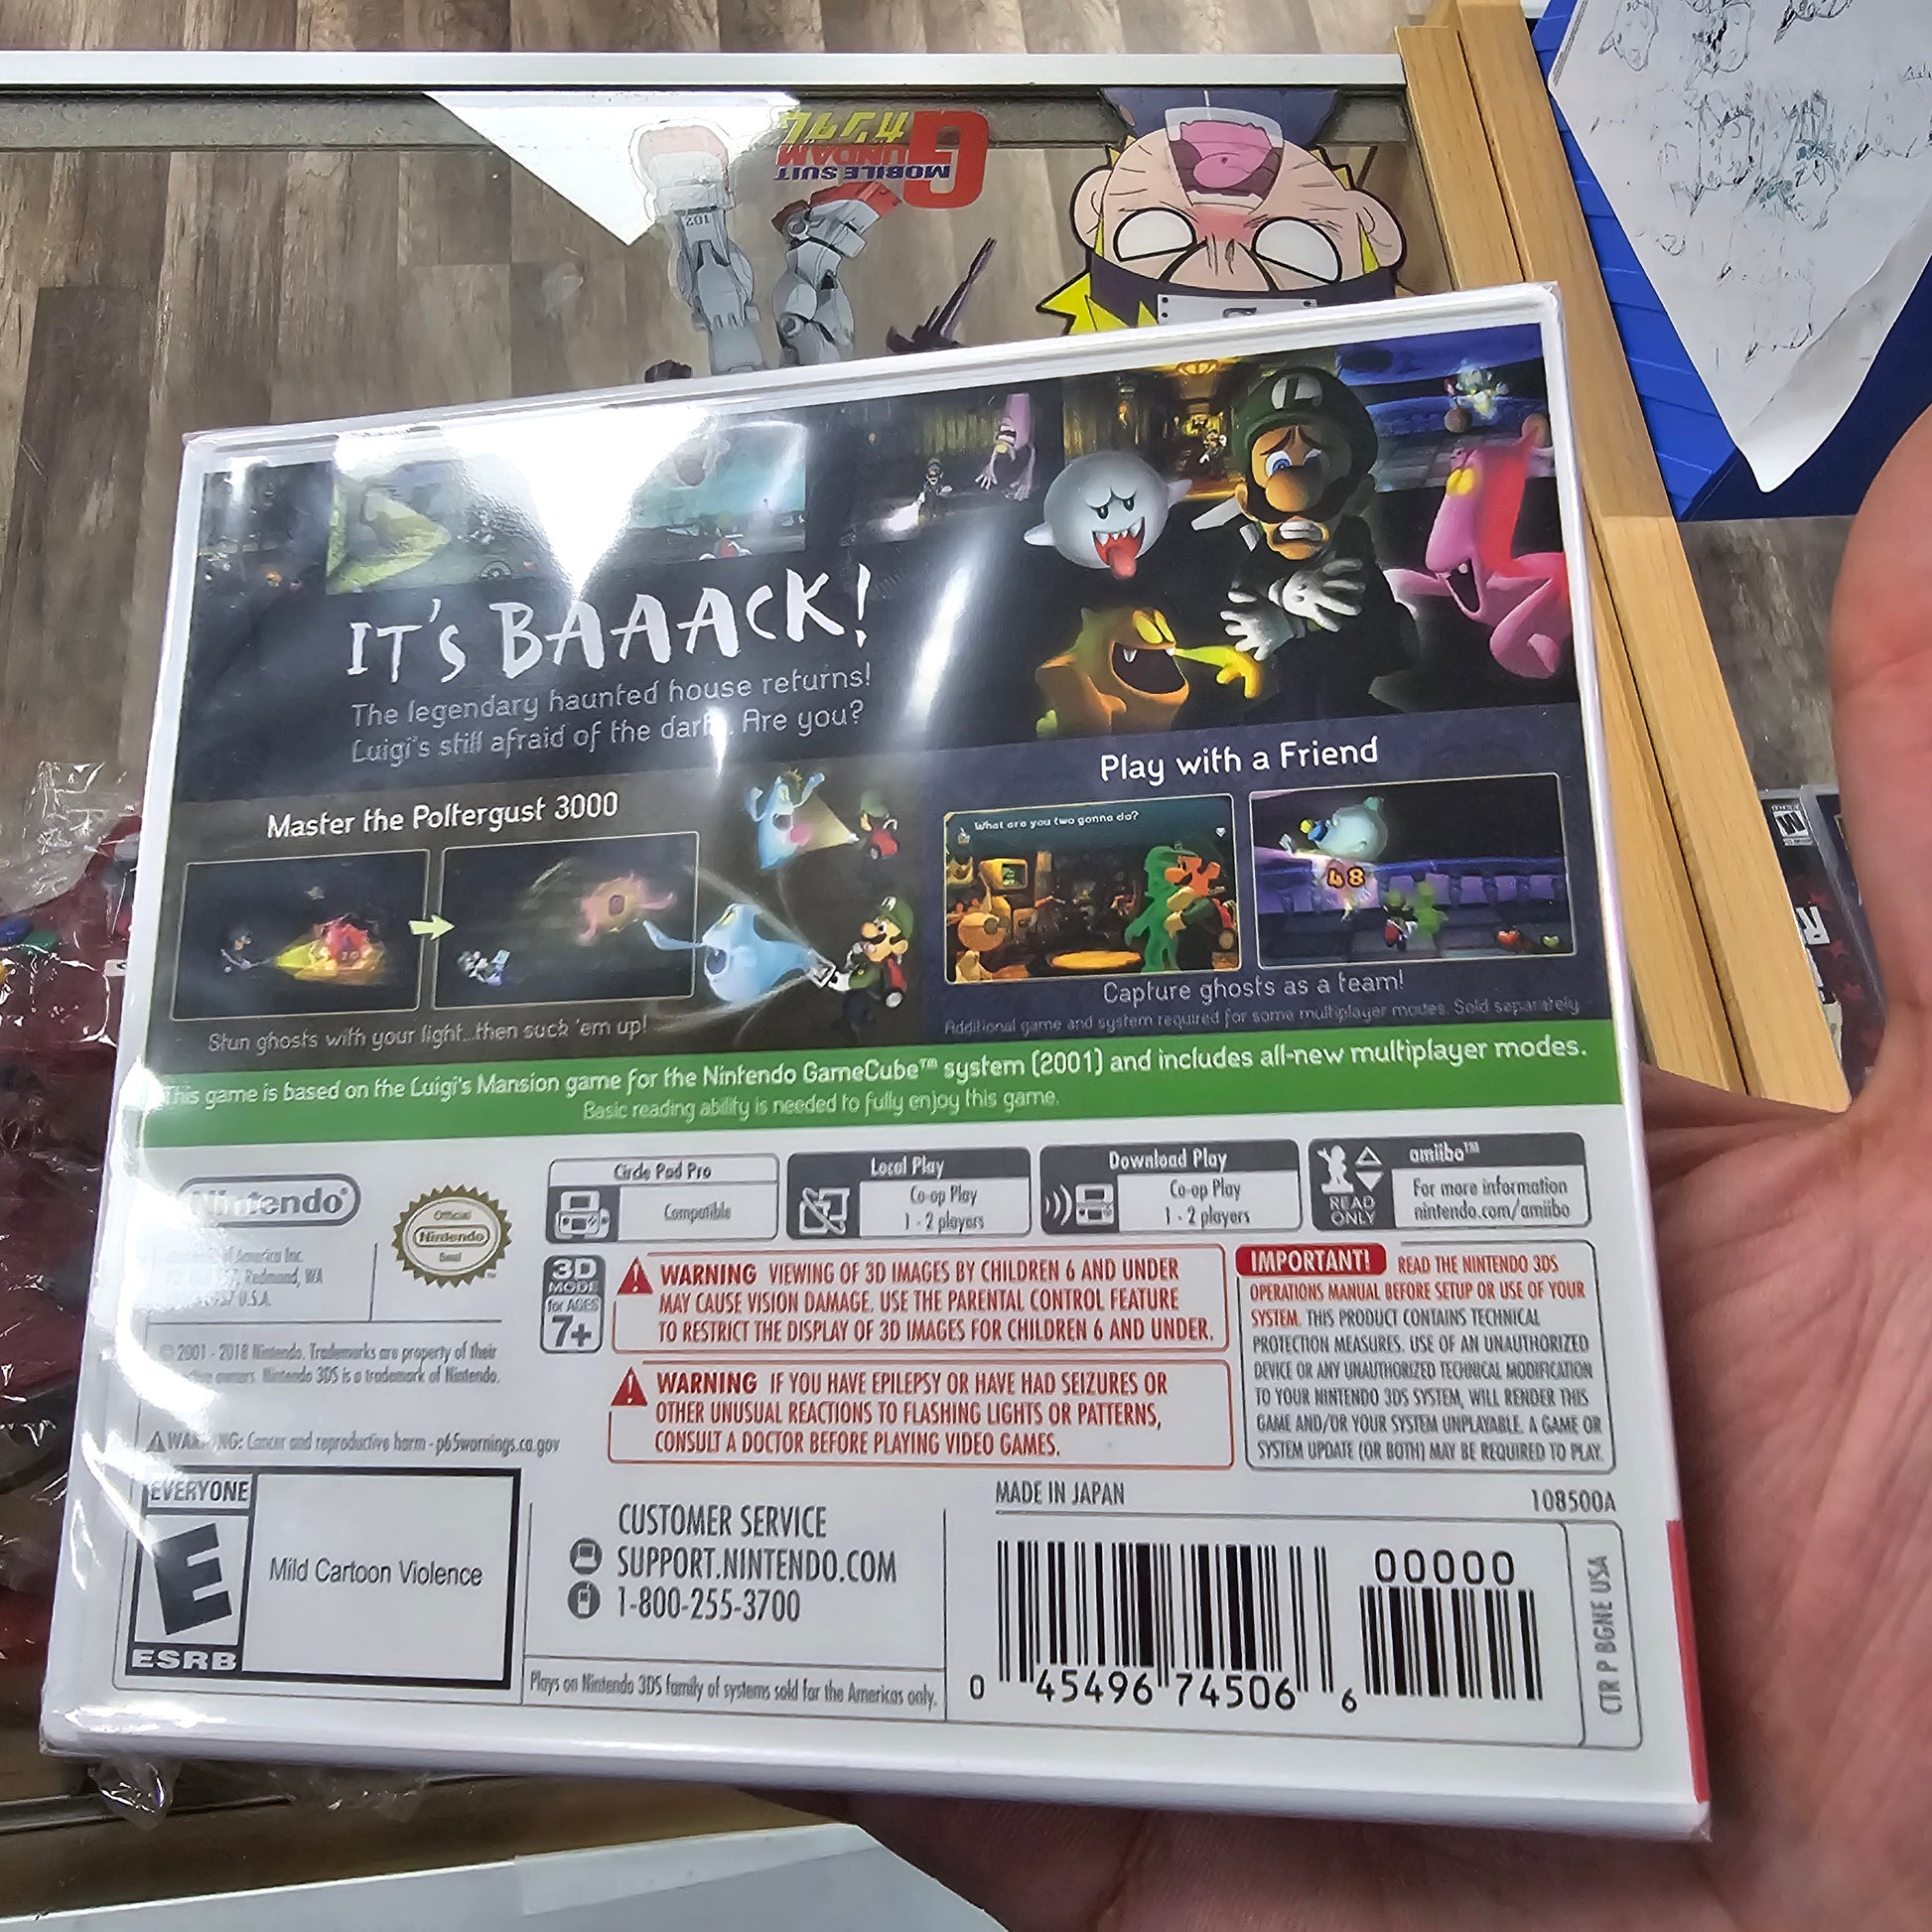 MOBILE SUIT
GUNDAM
102
IT'S BAAACK!
The legendary haunted house returns!
Luigi's still afraid of the dark. Are you?
Master the Poltergust 3000
Stun ghosts with your light...then suck 'em up!
Play with a Friend
What are you two gonna do?
48
Capture ghosts as a team!
Additional game and system required for some multiplayer modes. Sold separately
This game is based on the Luigi's Mansion game for the Nintendo GameCube™ system (2001) and includes all-new multiplayer modes.
Basic reading ability is needed to fully enjoy this game.
Nintendo®
of America Inc.
Redmond, WA
U.S.A.
Official
Nintendo
Seal
Circle Pad Pro
Compatible
Local Play
Co-op Play
1 - 2 players
Download Play
Co-op Play
1 - 2 players
amiibo™
READ
ONLY
For more information
nintendo.com/amiibo
3D
MODE
for AGES
7+
WARNING VIEWING OF 3D IMAGES BY CHILDREN 6 AND UNDER
MAY CAUSE VISION DAMAGE. USE THE PARENTAL CONTROL FEATURE
TO RESTRICT THE DISPLAY OF 3D IMAGES FOR CHILDREN 6 AND UNDER.
WARNING IF YOU HAVE EPILEPSY OR HAVE HAD SEIZURES OR
OTHER UNUSUAL REACTIONS TO FLASHING LIGHTS OR PATTERNS,
CONSULT A DOCTOR BEFORE PLAYING VIDEO GAMES.
IMPORTANT! READ THE NINTENDO 3DS
OPERATIONS MANUAL BEFORE SETUP OR USE OF YOUR
SYSTEM. THIS PRODUCT CONTAINS TECHNICAL
PROTECTION MEASURES. USE OF AN UNAUTHORIZED
DEVICE OR ANY UNAUTHORIZED TECHNICAL MODIFICATION
TO YOUR NINTENDO 3DS SYSTEM, WILL RENDER THIS
GAME AND/OR YOUR SYSTEM UNPLAYABLE. A GAME OR
SYSTEM UPDATE (OR BOTH) MAY BE REQUIRED TO PLAY.
© 2001 - 2018 Nintendo. Trademarks are property of their
owners. Nintendo 3DS is a trademark of Nintendo.
WARNING: Cancer and reproductive harm - p65warnings.ca.gov
EVERYONE
E
ESRB
Mild Cartoon Violence
CUSTOMER SERVICE
SUPPORT.NINTENDO.COM
1-800-255-3700
Plays on Nintendo 3DS family of systems sold for the Americas only.
MADE IN JAPAN
108500A
00000
0 45496 74506 6
CTR P BGNE USA